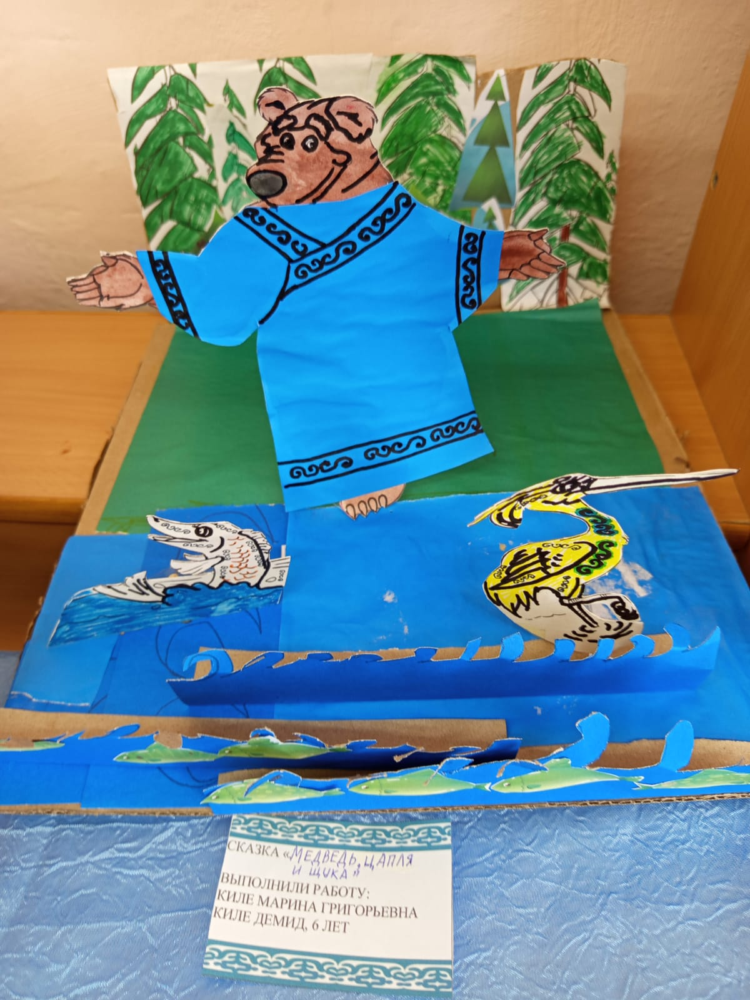 СКАЗКА «МЕДВЕДЬ, ЦАПЛЯ
И ЩУКА»
ВЫПОЛНИЛИ РАБОТУ:
КИЛЕ МАРИНА ГРИГОРЬЕВНА
КИЛЕ ДЕМИД, 6 ЛЕТ